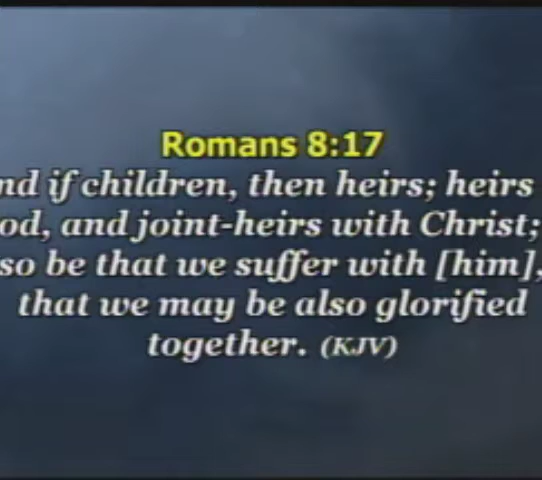 Romans 8:17
nd if children, then heirs; heirs
od, and joint-heirs with Christ;
so be that we suffer with [him],
that we may be also glorified
together. (KJV)